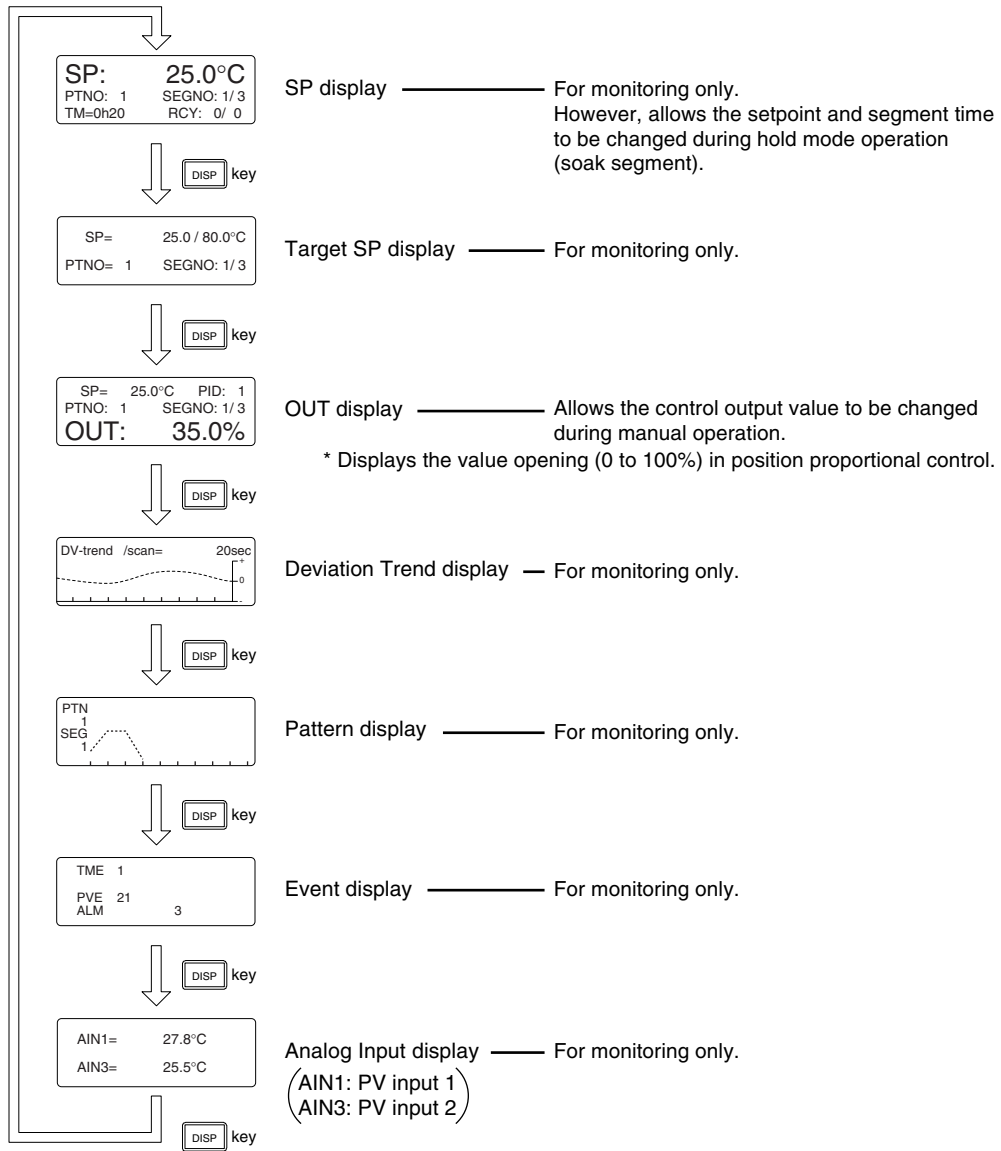 SP: 25.0°C
PTNO: 1 SEGNO: 1/ 3
TM=0h20 RCY: 0/ 0
SP display
For monitoring only.
However, allows the setpoint and segment time
to be changed during hold mode operation
(soak segment).
DISP key
SP= 25.0 / 80.0°C
PTNO= 1 SEGNO: 1/ 3
Target SP display
For monitoring only.
DISP key
SP= 25.0°C PID: 1
PTNO: 1 SEGNO: 1/ 3
OUT: 35.0%
OUT display
Allows the control output value to be changed
during manual operation.
* Displays the value opening (0 to 100%) in position proportional control.
DISP key
DV-trend /scan= 20sec
+
0
-
Deviation Trend display
For monitoring only.
DISP key
PTN
1
SEG
1
Pattern display
For monitoring only.
DISP key
TME 1
PVE 21
ALM 3
Event display
For monitoring only.
DISP key
AIN1= 27.8°C
AIN3= 25.5°C
Analog Input display
For monitoring only.
(AIN1: PV input 1
AIN3: PV input 2)
DISP key